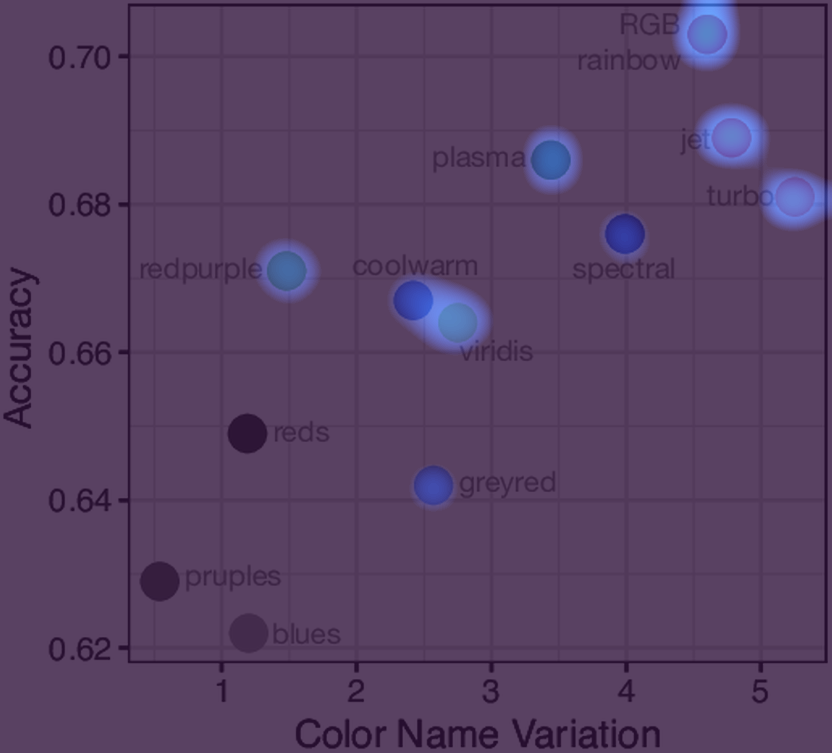 RGB
rainbow
0.70
jet
plasma
0.68
turbo
spectral
redpurple
coolwarm
0.66
viridis
reds
greyred
0.64
pruples
blues
0.62
Accuracy
1 2 3 4 5
Color Name Variation